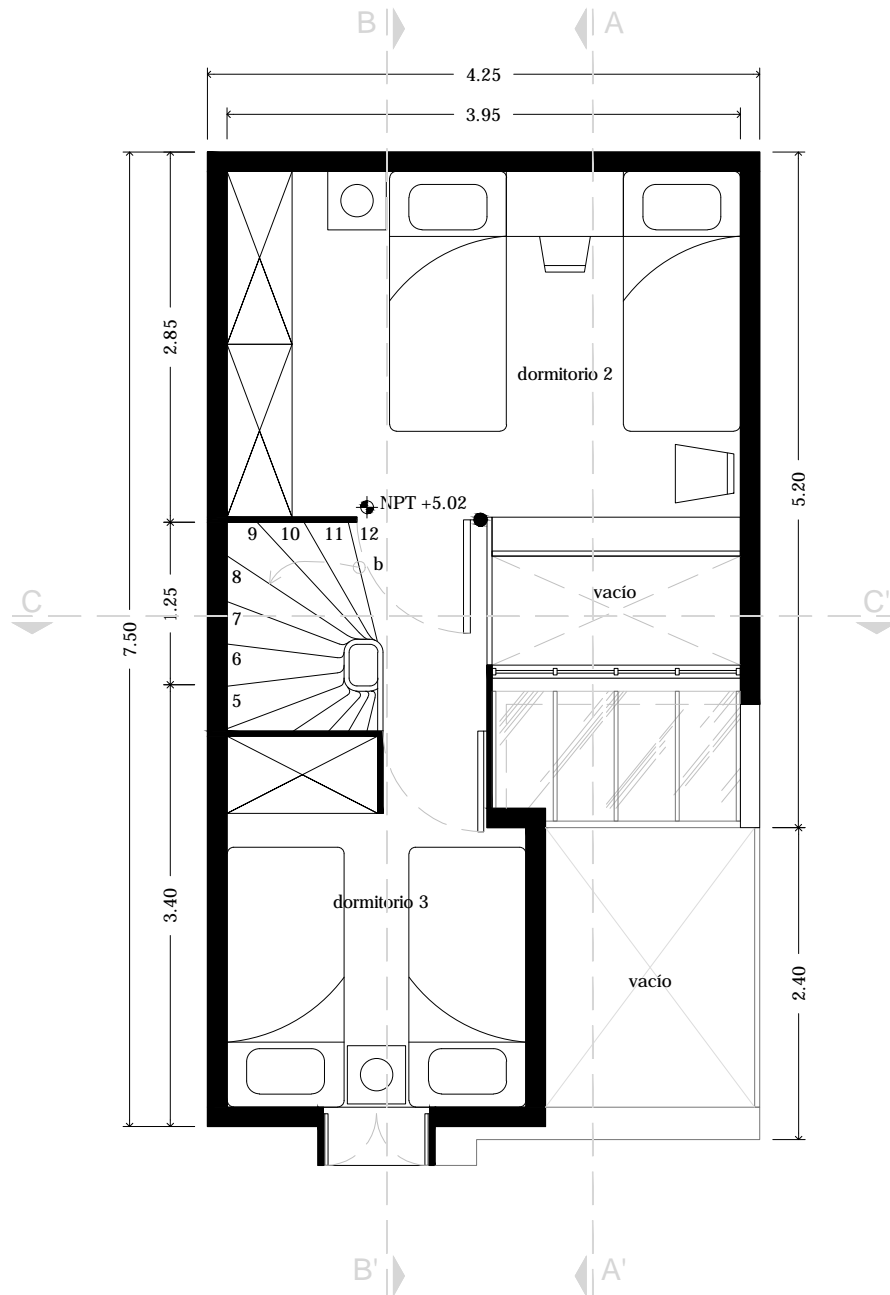 B A
4.25
3.95
2.85
dormitorio 2
5.20
NPT +5.02
9 10 11 12
b
8
vacío
C C'
1.25
7
7.50
6
5
3.40
dormitorio 3
vacío
2.40
B' A'